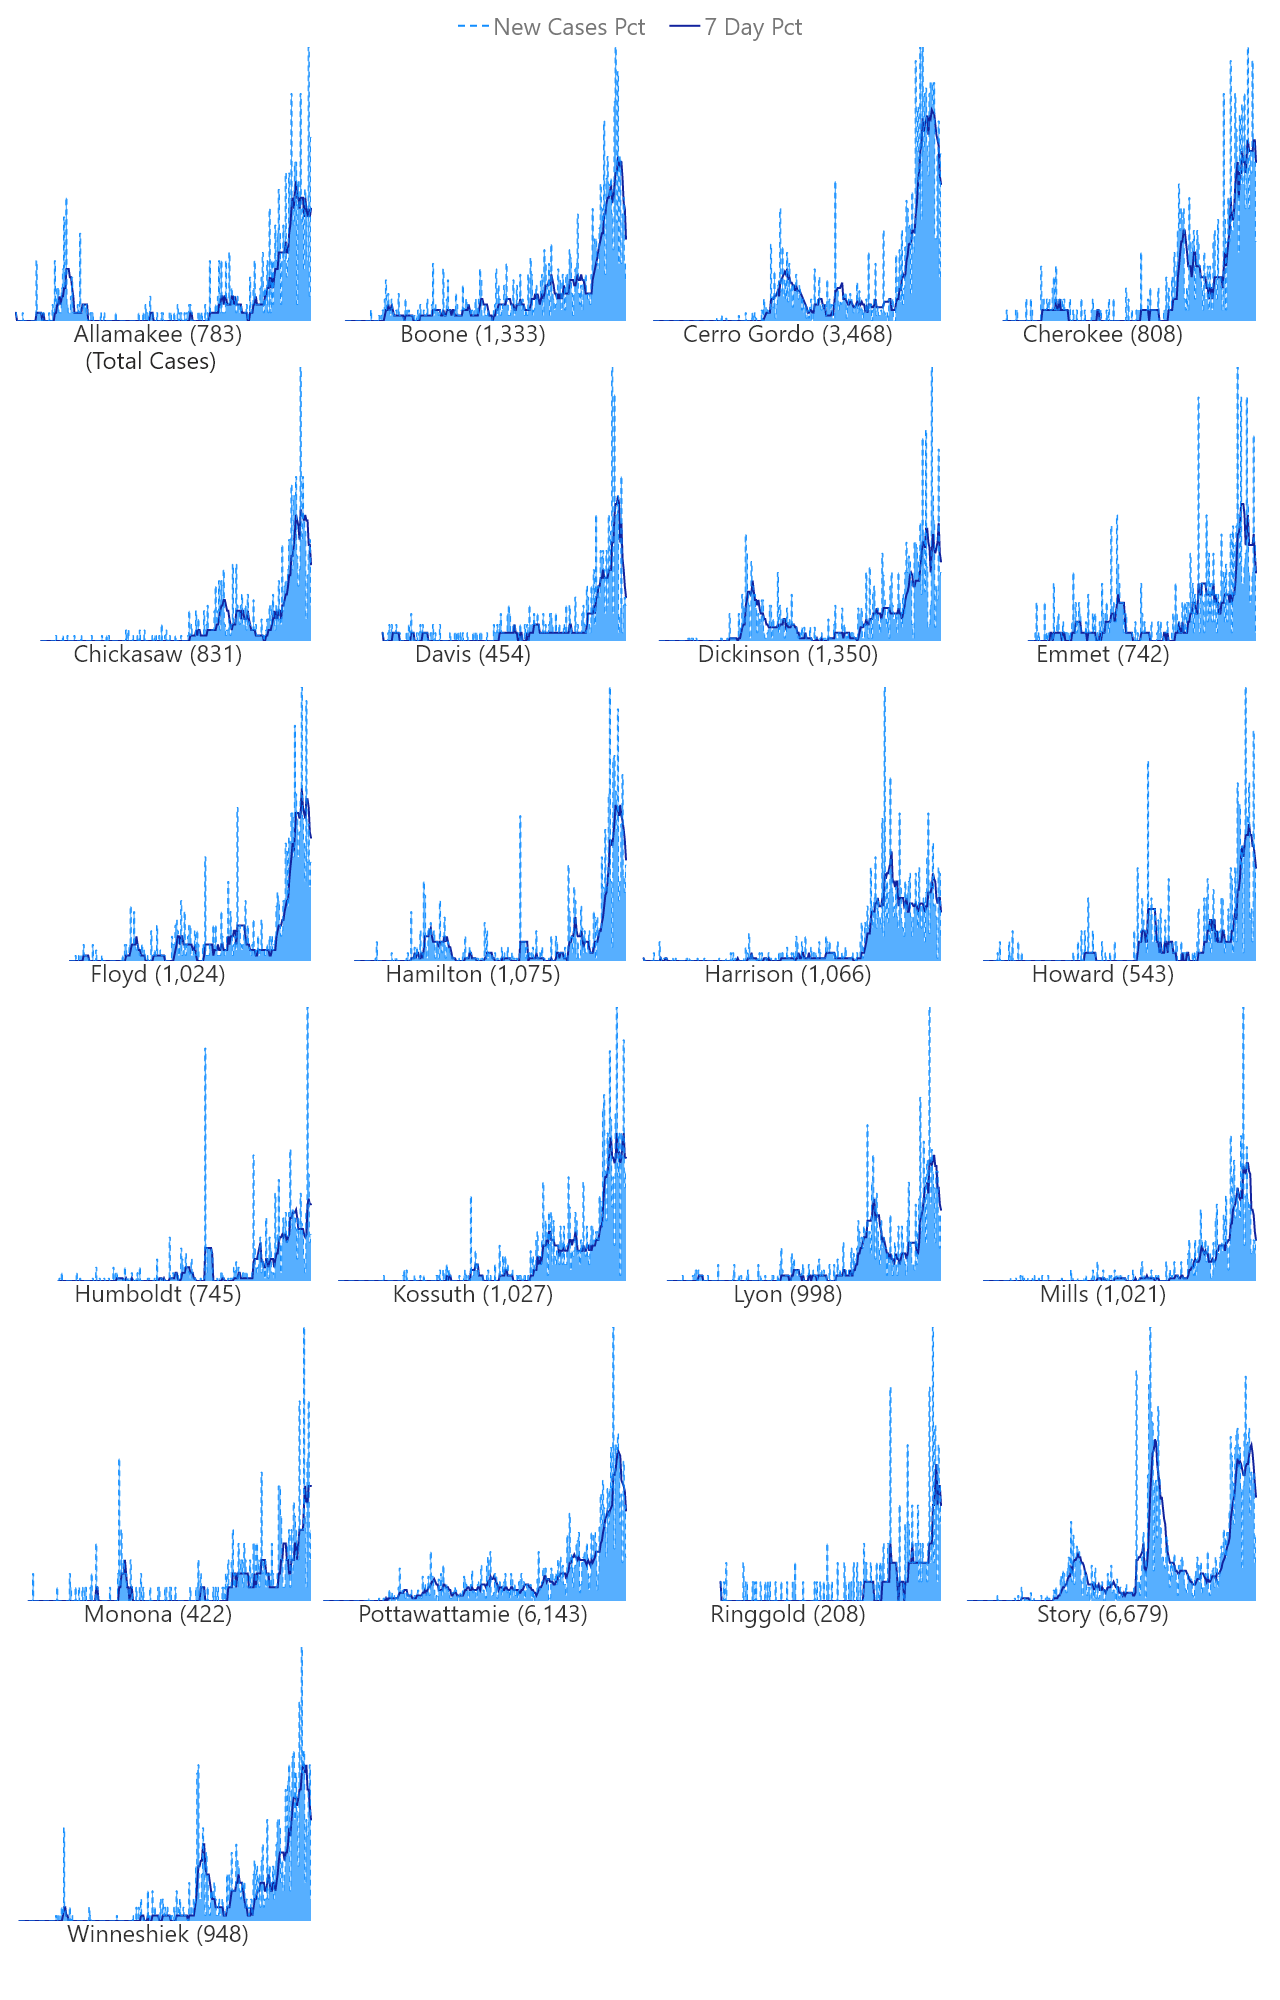 New Cases Pct 7 Day Pct
Allamakee (783) Boone (1,333) Cerro Gordo (3,468) Cherokee (808)
(Total Cases)
Chickasaw (831) Davis (454) Dickinson (1,350) Emmet (742)
Floyd (1,024) Hamilton (1,075) Harrison (1,066) Howard (543)
Humboldt (745) Kossuth (1,027) Lyon (998) Mills (1,021)
Monona (422) Pottawattamie (6,143) Ringgold (208) Story (6,679)
Winneshiek (948)